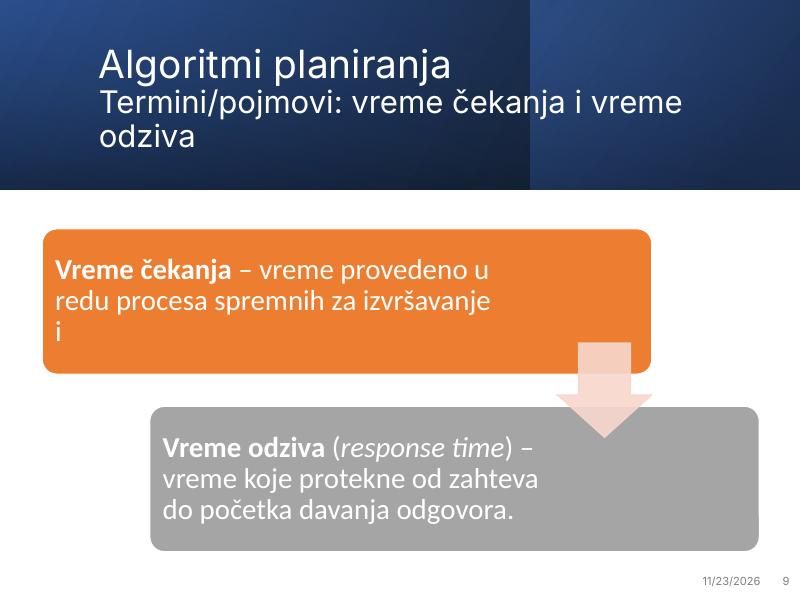 Algoritmi planiranja
Termini/pojmovi: vreme čekanja i vreme
odziva
Vreme čekanja – vreme provedeno u
redu procesa spremnih za izvršavanje
i
Vreme odziva (response time) –
vreme koje protekne od zahteva
do početka davanja odgovora.
11/23/2026 9